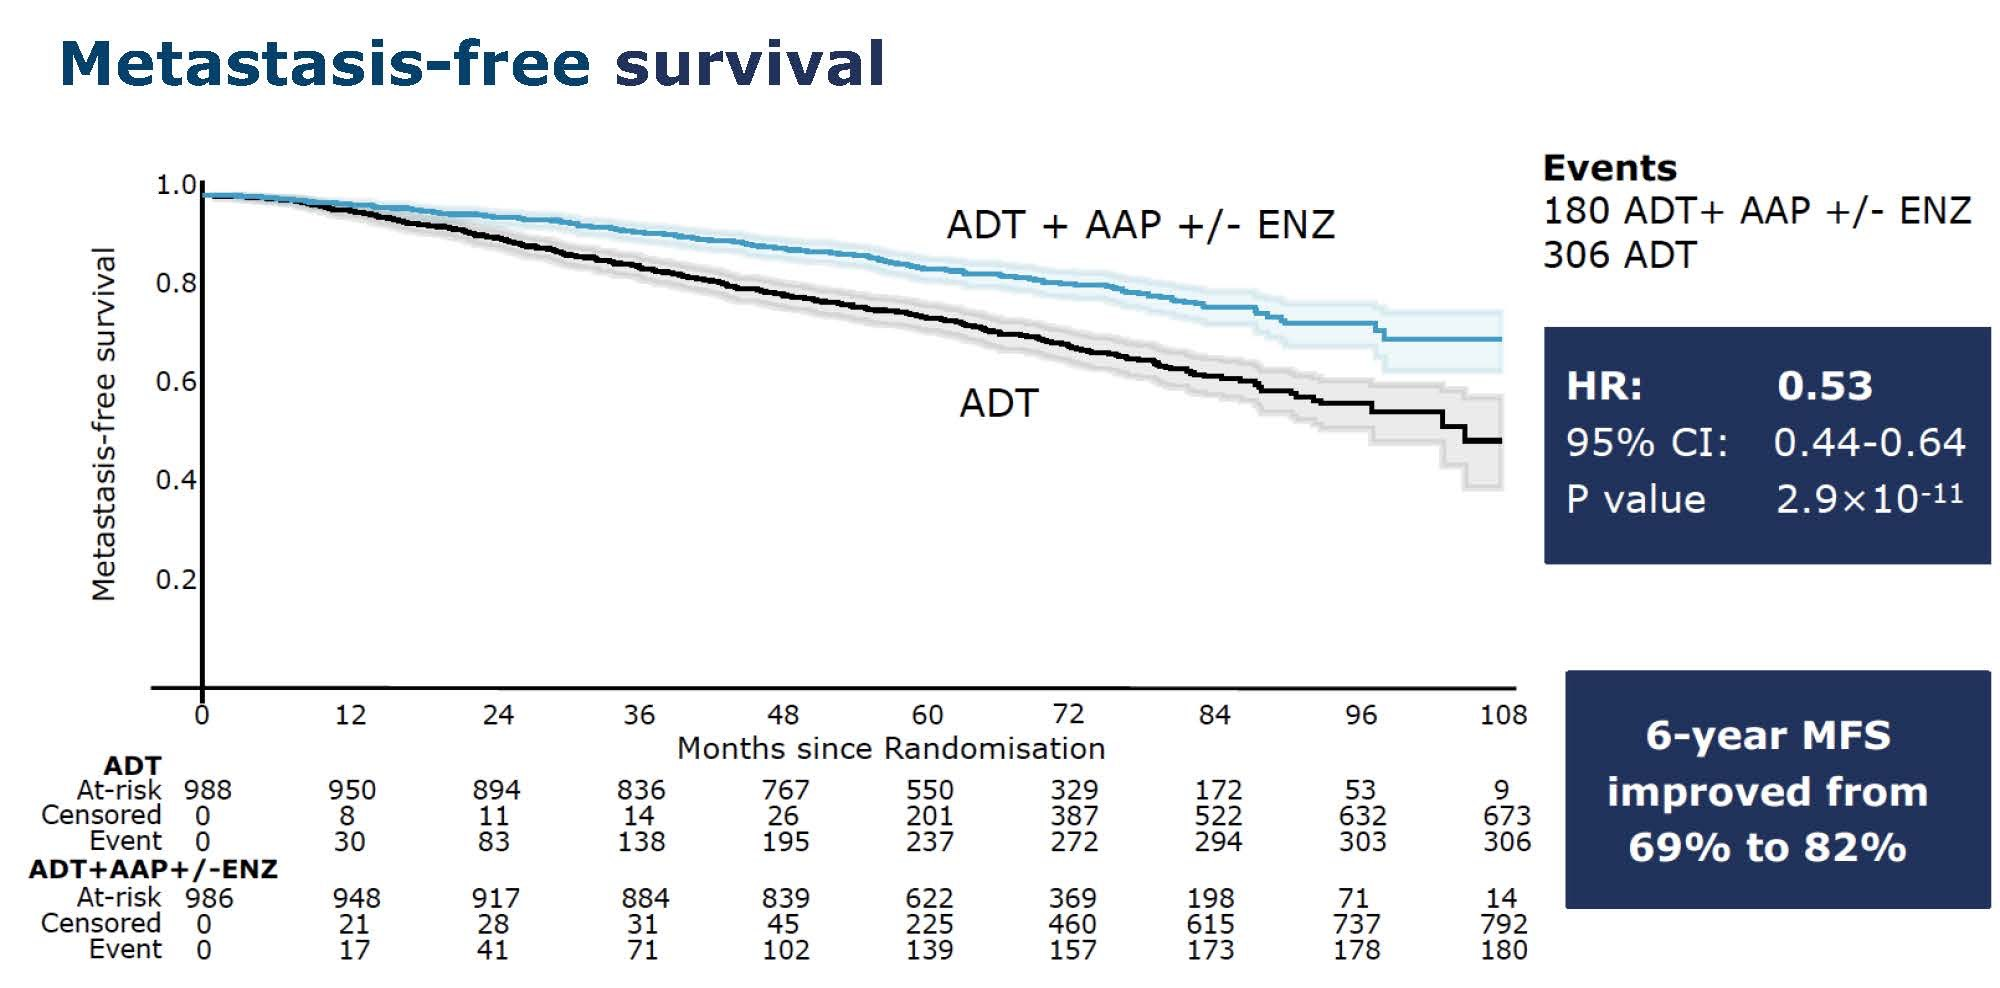 Metastasis-free survival
Metastasis-free survival
1.0
0.8
0.6
0.4
0.2
ADT + AAP +/- ENZ
ADT
0 12 24 36 48 60 72 84 96 108
Months since Randomisation
ADT
At-risk 988 950 894 836 767 550 329 172 53 9
Censored 0 8 11 14 26 201 387 522 632 673
Event 0 30 83 138 195 237 272 294 303 306
ADT+AAP+/-ENZ
At-risk 986 948 917 884 839 622 369 198 71 14
Censored 0 21 28 31 45 225 460 615 737 792
Event 0 17 41 71 102 139 157 173 178 180
Events
180 ADT+ AAP +/- ENZ
306 ADT
HR: 0.53
95% CI: 0.44-0.64
P value 2.9×10⁻¹¹
6-year MFS
improved from
69% to 82%